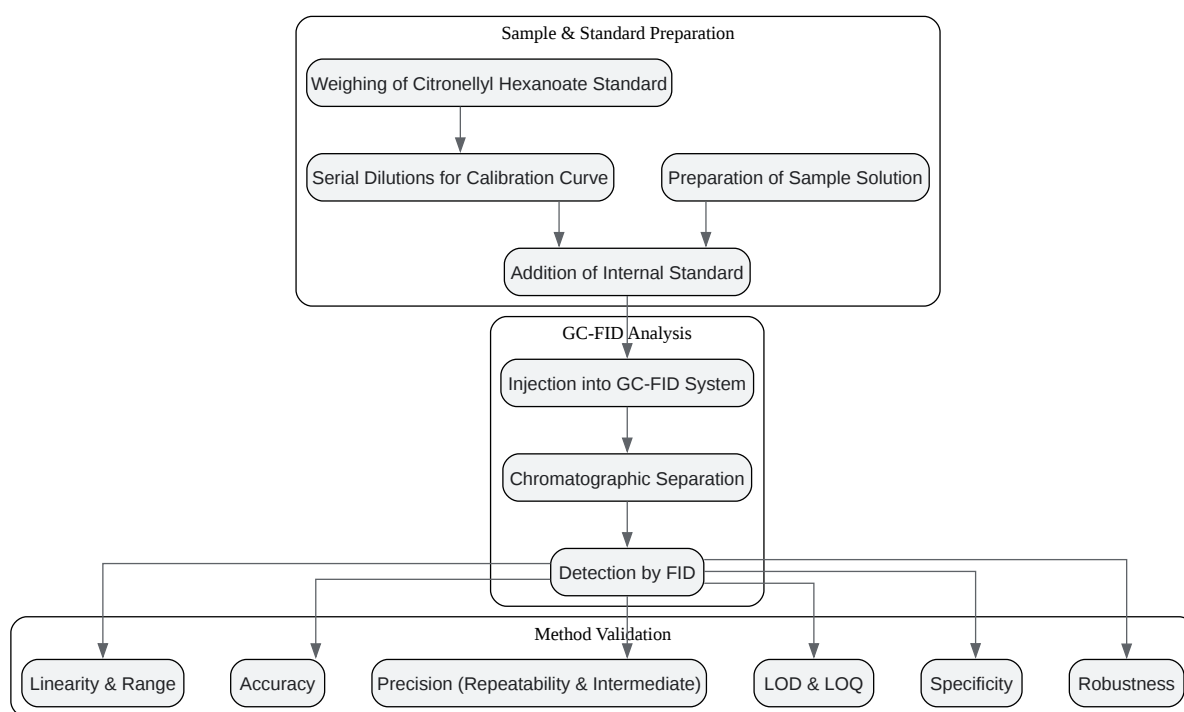 Sample & Standard Preparation
Weighing of Citronellyl Hexanoate Standard
Serial Dilutions for Calibration Curve
Preparation of Sample Solution
Addition of Internal Standard
GC-FID Analysis
Injection into GC-FID System
Chromatographic Separation
Detection by FID
Method Validation
Linearity & Range
Accuracy
Precision (Repeatability & Intermediate)
LOD & LOQ
Specificity
Robustness